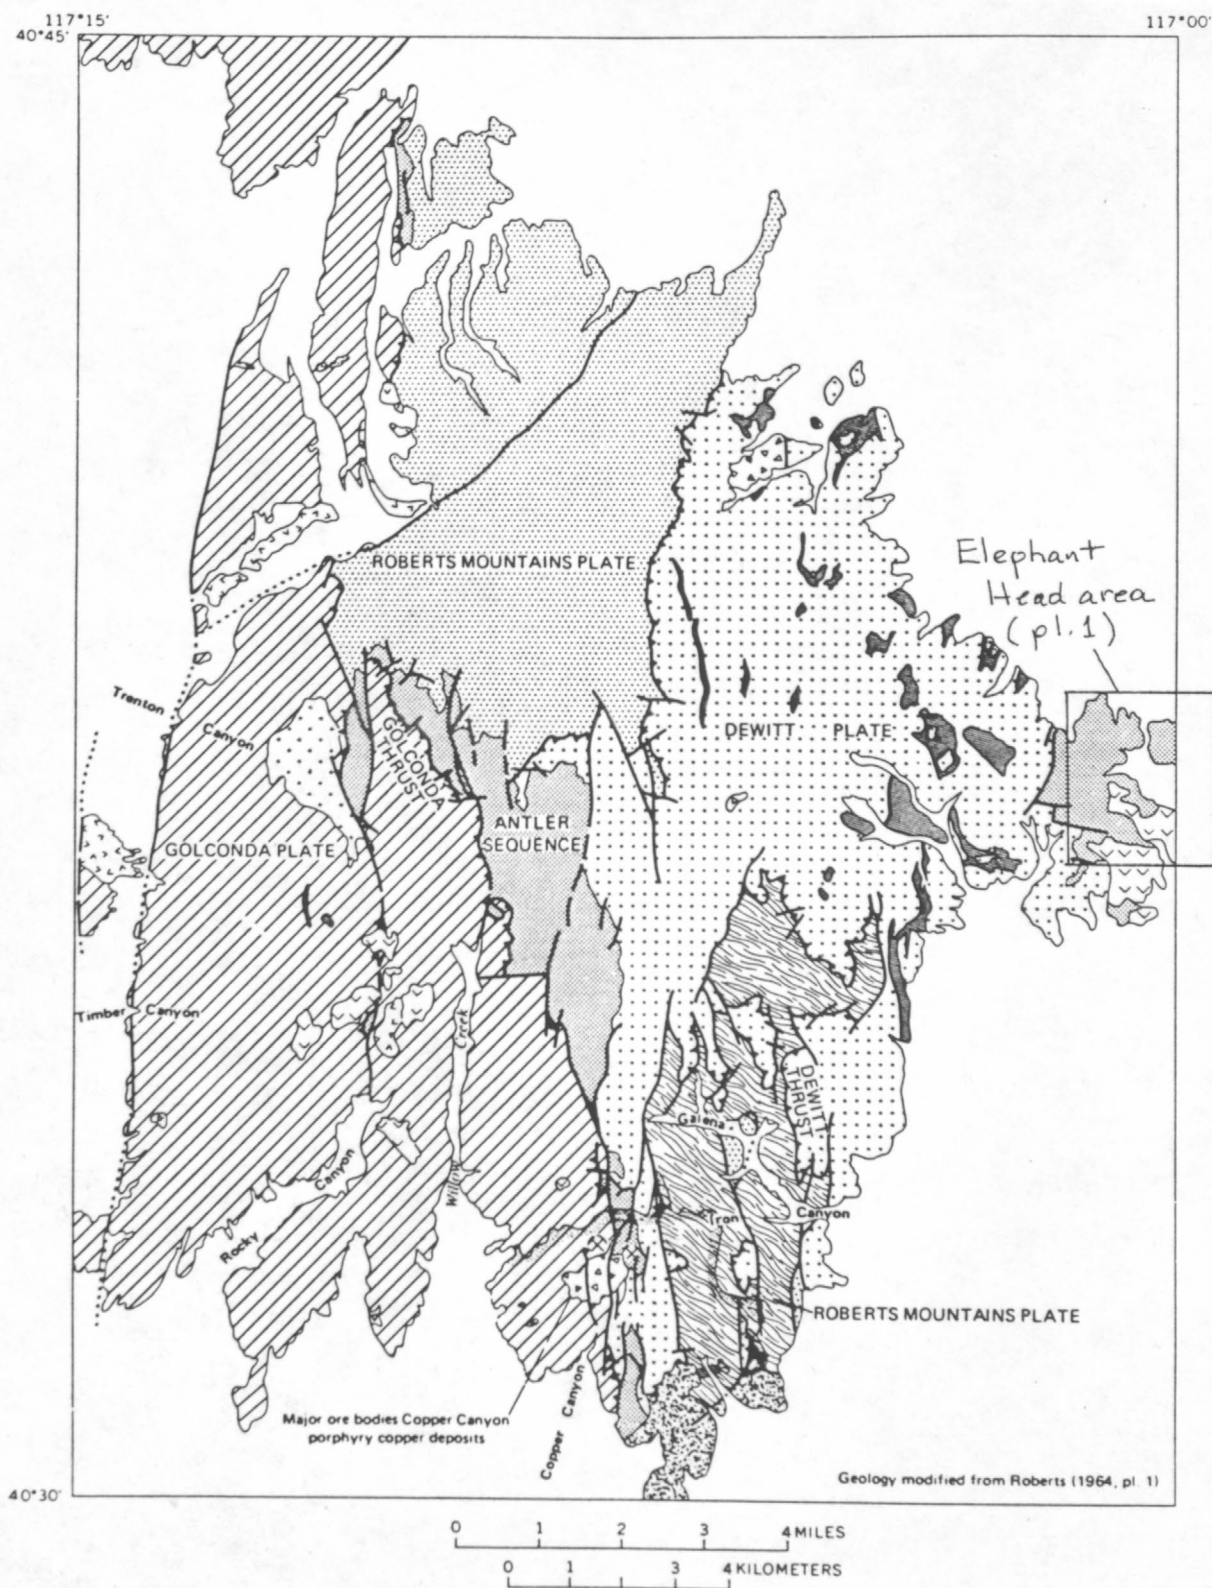 117°15'
117°00'
40°45'
ROBERTS MOUNTAINS PLATE
Elephant
Head area
(pl. 1)
Trenton
Canyon
GOLCONDA
THRUST
DEWITT PLATE
ANTLER
SEQUENCE
GOLCONDA PLATE
Timber Canyon
Creek
Willow
DEWITT
THRUST
Galena
Canyon
Rocky
Iron
Canyon
ROBERTS MOUNTAINS PLATE
Major ore bodies Copper Canyon
porphyry copper deposits
Copper Canyon
Geology modified from Roberts (1964, pl. 1)
40°30'
0 1 2 3 4 MILES
0 1 3 4 KILOMETERS